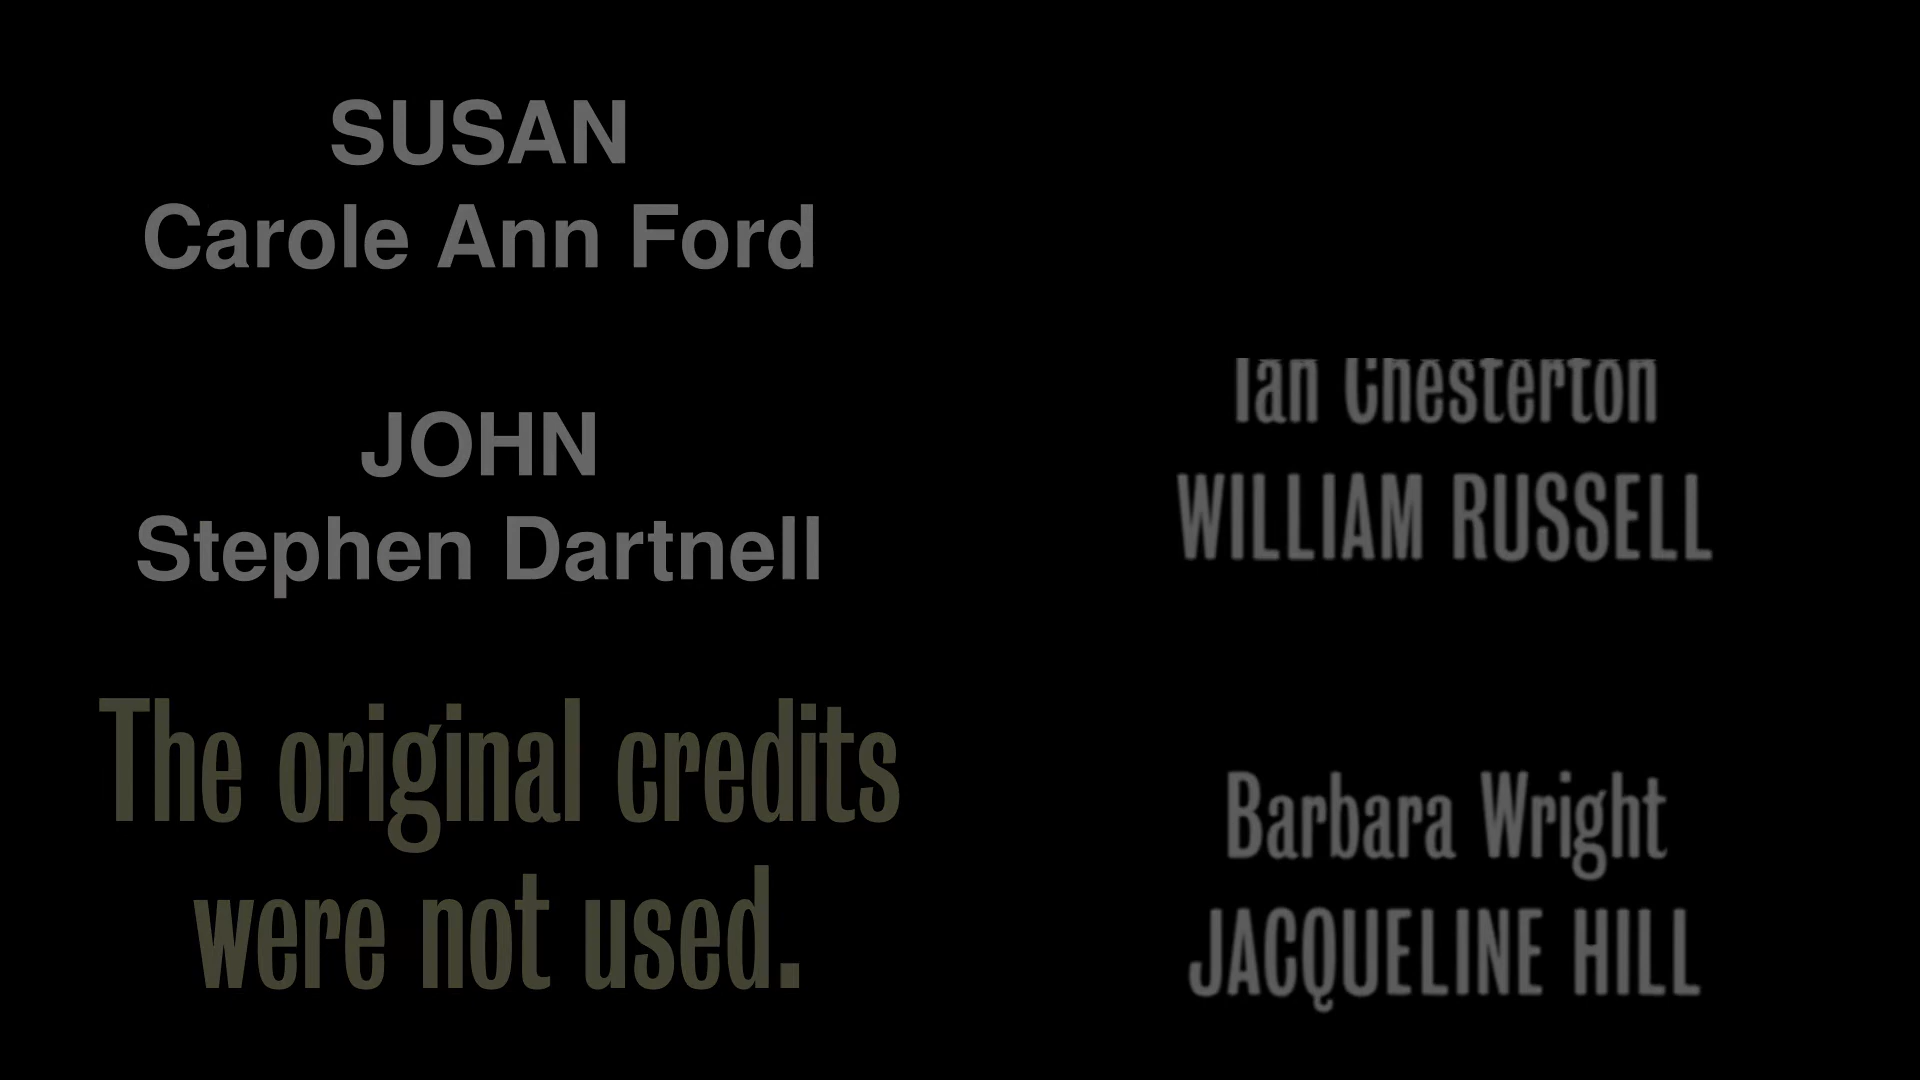 SUSAN
Carole Ann Ford
JOHN
Stephen Dartnell
The original credits
were not used.
Ian Chesterton
WILLIAM RUSSELL
Barbara Wright
JACQUELINE HILL